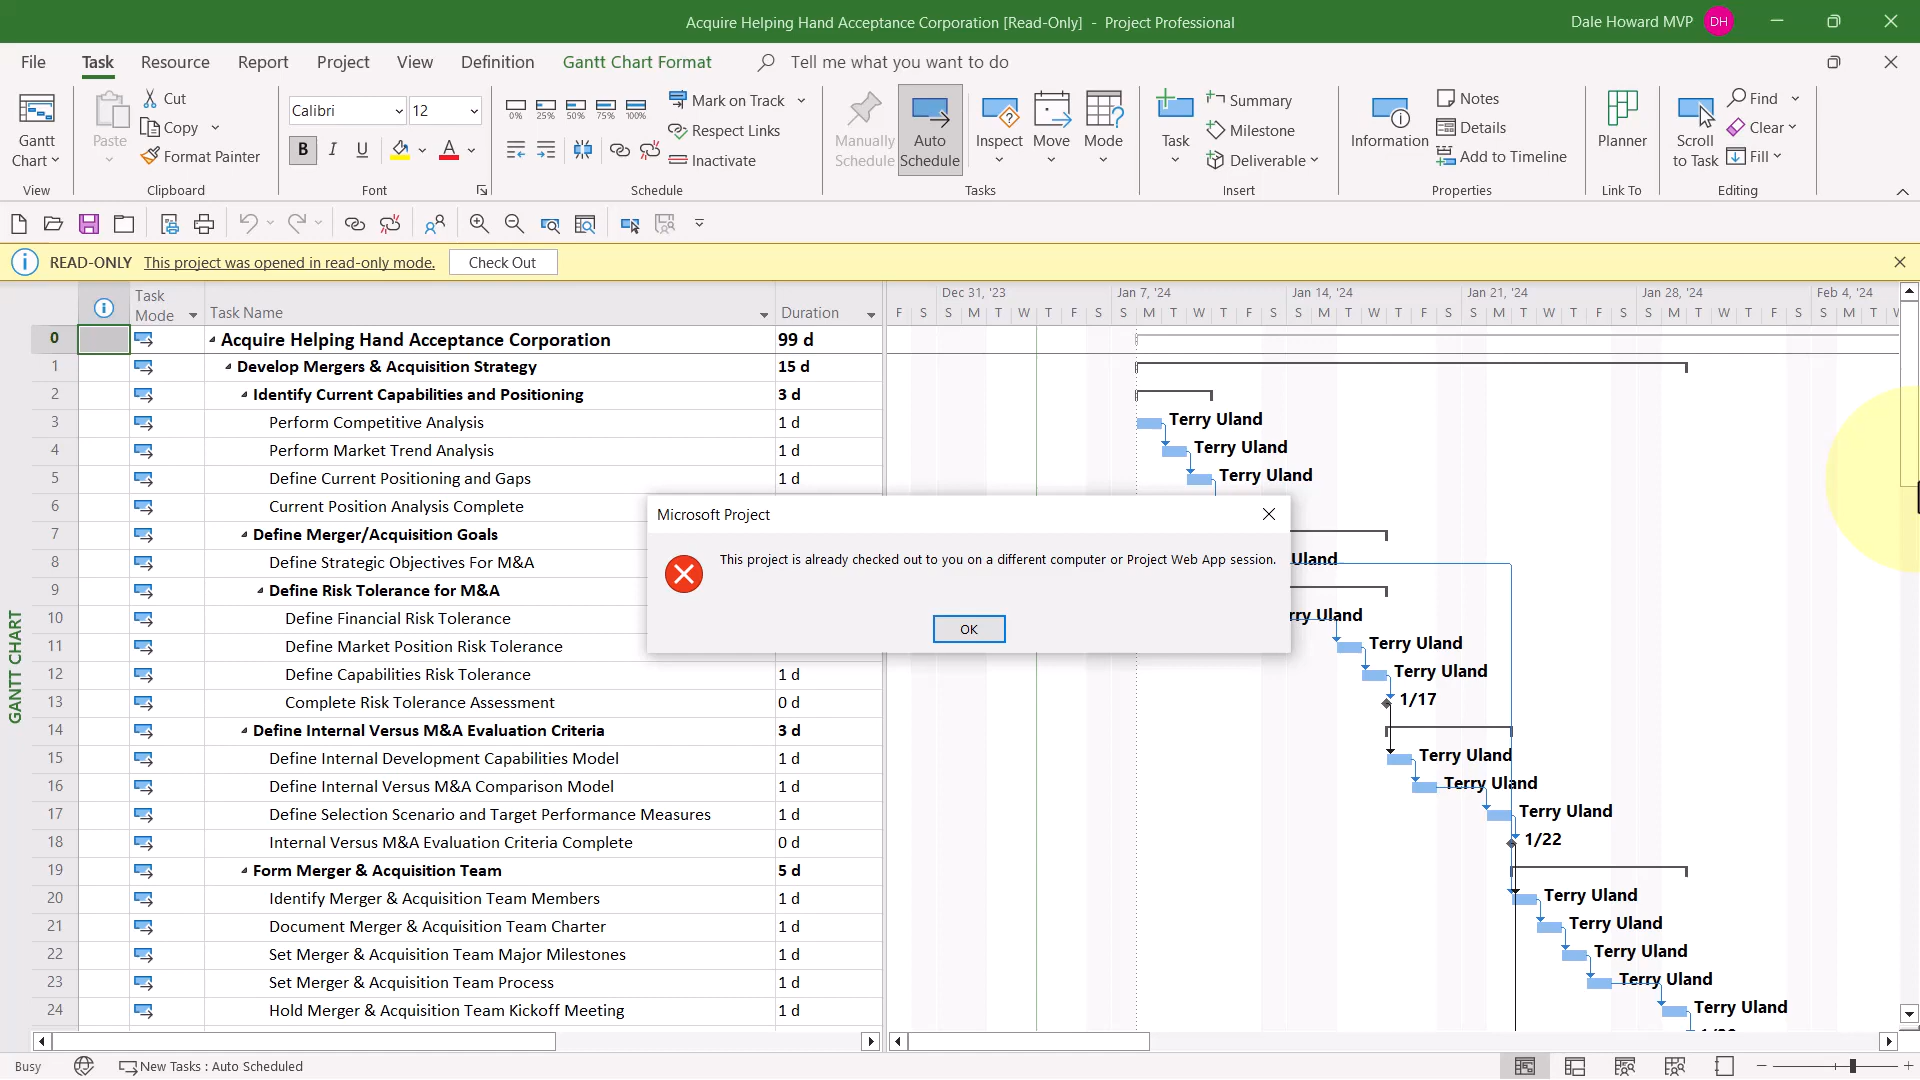 Acquire Helping Hand Acceptance Corporation [Read-Only] - Project Professional
Dale Howard MVP DH
File Task Resource Report Project View Definition Gantt Chart Format Tell me what you want to do
Gantt
Chart
View
Paste
Cut
Copy
Format Painter
Clipboard
Calibri 12
B I U A
Font
0% 25% 50% 75% 100%
Mark on Track
Respect Links
Inactivate
Schedule
Manually
Schedule
Auto
Schedule
Inspect
Move
Mode
Tasks
Task
Summary
Milestone
Deliverable
Insert
Information
Notes
Details
Add to Timeline
Properties
Planner
Link To
Scroll
to Task
Find
Clear
Fill
Editing
READ-ONLY This project was opened in read-only mode. Check Out
Task
Mode
Task Name Duration
Dec 31, '23 Jan 7, '24 Jan 14, '24 Jan 21, '24 Jan 28, '24 Feb 4, '24
F S S M T W T F S S M T W T F S S M T W T F S S M T W T F S S M T W T F S S M T W
0 Acquire Helping Hand Acceptance Corporation 99 d
1 Develop Mergers & Acquisition Strategy 15 d
2 Identify Current Capabilities and Positioning 3 d
3 Perform Competitive Analysis 1 d Terry Uland
4 Perform Market Trend Analysis 1 d Terry Uland
5 Define Current Positioning and Gaps 1 d Terry Uland
6 Current Position Analysis Complete
7 Define Merger/Acquisition Goals
8 Define Strategic Objectives For M&A Uland
9 Define Risk Tolerance for M&A
10 Define Financial Risk Tolerance rry Uland
11 Define Market Position Risk Tolerance Terry Uland
12 Define Capabilities Risk Tolerance 1 d Terry Uland
13 Complete Risk Tolerance Assessment 0 d 1/17
14 Define Internal Versus M&A Evaluation Criteria 3 d
15 Define Internal Development Capabilities Model 1 d Terry Uland
16 Define Internal Versus M&A Comparison Model 1 d Terry Uland
17 Define Selection Scenario and Target Performance Measures 1 d Terry Uland
18 Internal Versus M&A Evaluation Criteria Complete 0 d 1/22
19 Form Merger & Acquisition Team 5 d
20 Identify Merger & Acquisition Team Members 1 d Terry Uland
21 Document Merger & Acquisition Team Charter 1 d Terry Uland
22 Set Merger & Acquisition Team Major Milestones 1 d Terry Uland
23 Set Merger & Acquisition Team Process 1 d Terry Uland
24 Hold Merger & Acquisition Team Kickoff Meeting 1 d Terry Uland
GANTT CHART
Microsoft Project
This project is already checked out to you on a different computer or Project Web App session.
OK
Busy New Tasks : Auto Scheduled